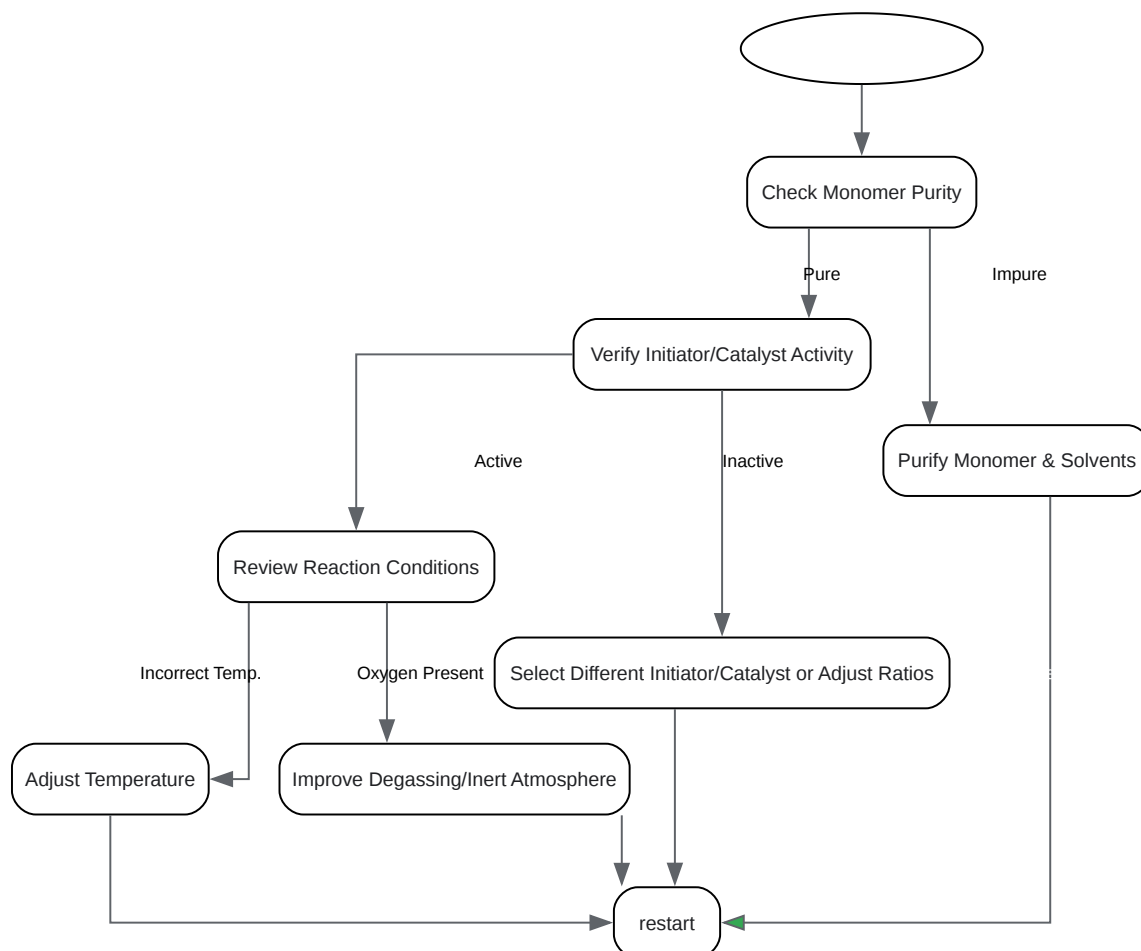 Check Monomer Purity
Pure
Impure
Verify Initiator/Catalyst Activity
Active
Inactive
Purify Monomer & Solvents
Review Reaction Conditions
Incorrect Temp.
Oxygen Present
Select Different Initiator/Catalyst or Adjust Ratios
Adjust Temperature
Improve Degassing/Inert Atmosphere
restart